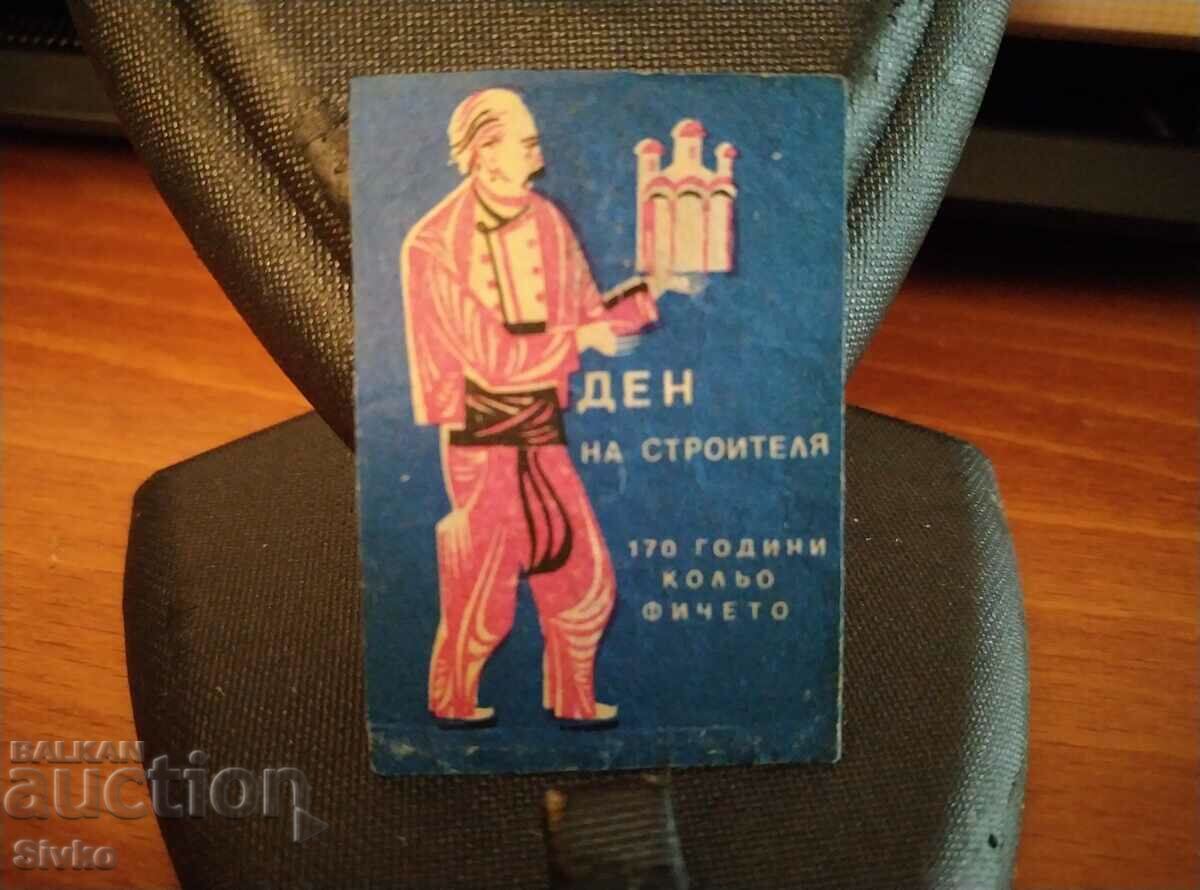 ДЕН
НА СТРОИТЕЛЯ
170 ГОДИНИ
КОЛЬО
ФИЧЕТО
BALKAN
auction
Sivko